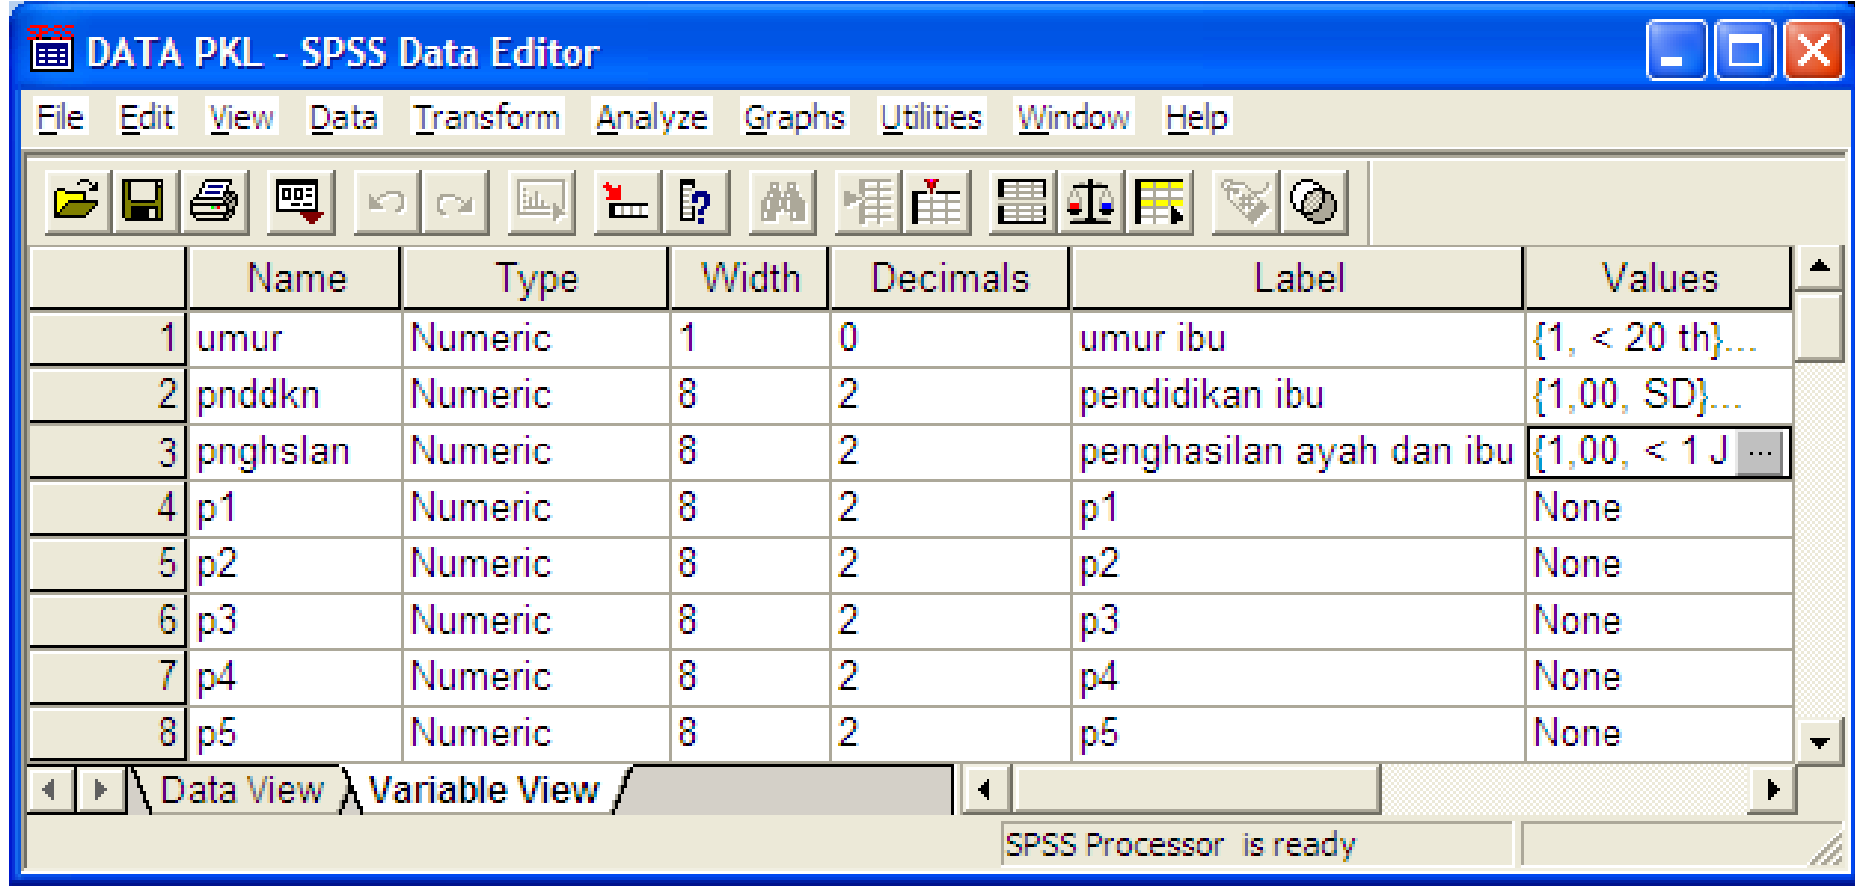 SPSS
DATA PKL - SPSS Data Editor
File Edit View Data Transform Analyze Graphs Utilities Window Help
Name Type Width Decimals Label Values
1 umur Numeric 1 0 umur ibu {1, < 20 th}...
2 pnddkn Numeric 8 2 pendidikan ibu {1,00, SD}...
3 pnghslan Numeric 8 2 penghasilan ayah dan ibu {1,00, < 1 J ...
4 p1 Numeric 8 2 p1 None
5 p2 Numeric 8 2 p2 None
6 p3 Numeric 8 2 p3 None
7 p4 Numeric 8 2 p4 None
8 p5 Numeric 8 2 p5 None
Data View Variable View
SPSS Processor is ready